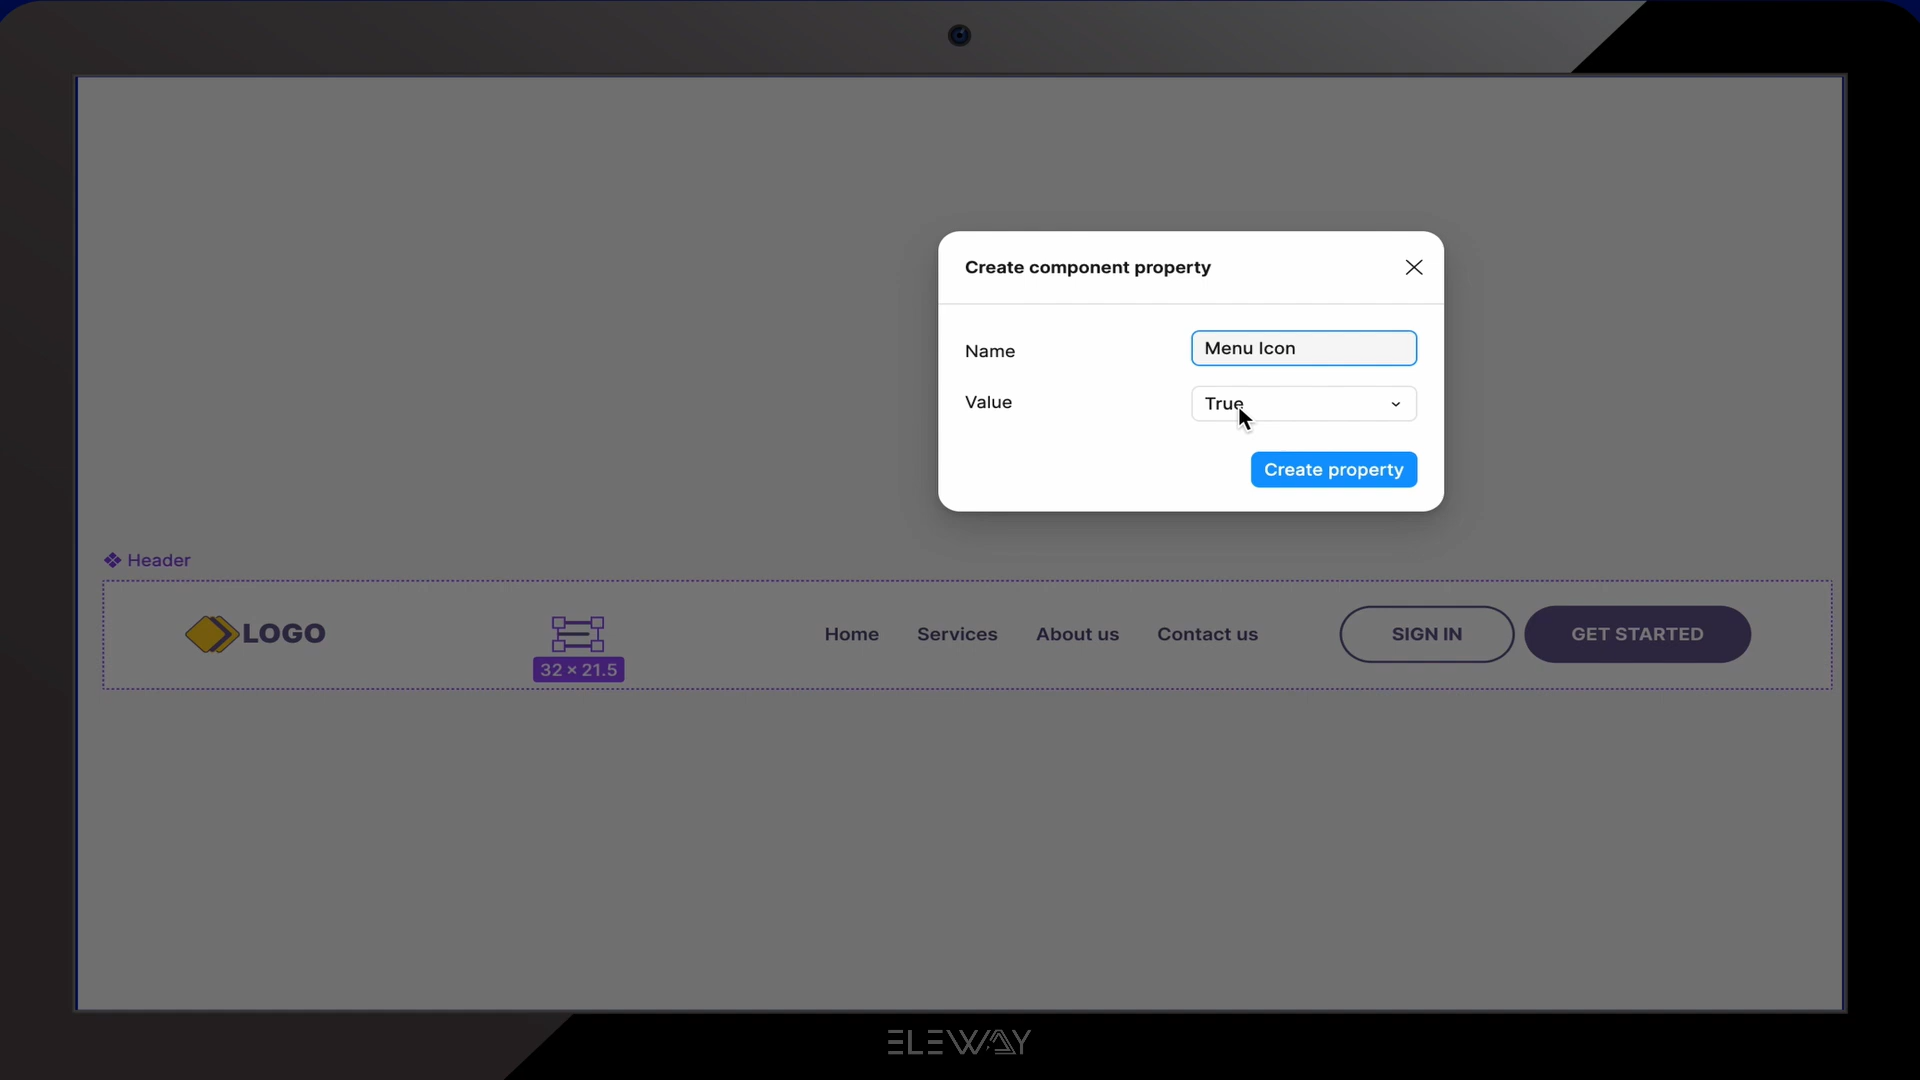 Create component property
Name
Menu Icon
Value
True
Create property
Header
LOGO
Home
Services
About us
Contact us
SIGN IN
GET STARTED
32 × 21.5
ELEWAY